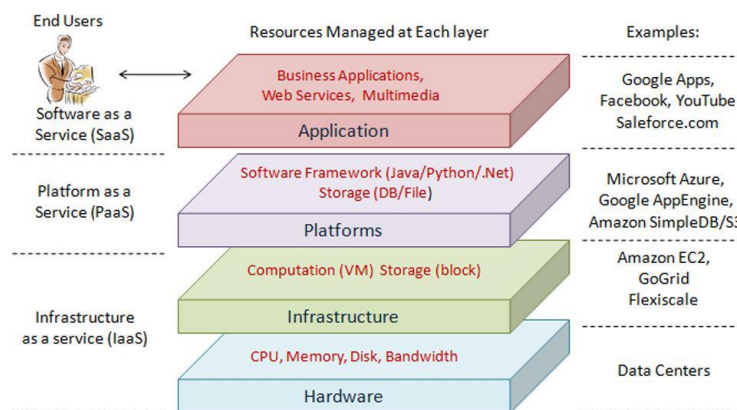 End Users
Resources Managed at Each layer
Examples:
Business Applications,
Web Services, Multimedia
Application
Software as a
Service (SaaS)
Google Apps,
Facebook, YouTube
Saleforce.com
Software Framework (Java/Python/.Net)
Storage (DB/File)
Platforms
Platform as a
Service (PaaS)
Microsoft Azure,
Google AppEngine,
Amazon SimpleDB/S3
Computation (VM) Storage (block)
Infrastructure
Amazon EC2,
GoGrid
Flexiscale
Infrastructure
as a service (IaaS)
CPU, Memory, Disk, Bandwidth
Hardware
Data Centers